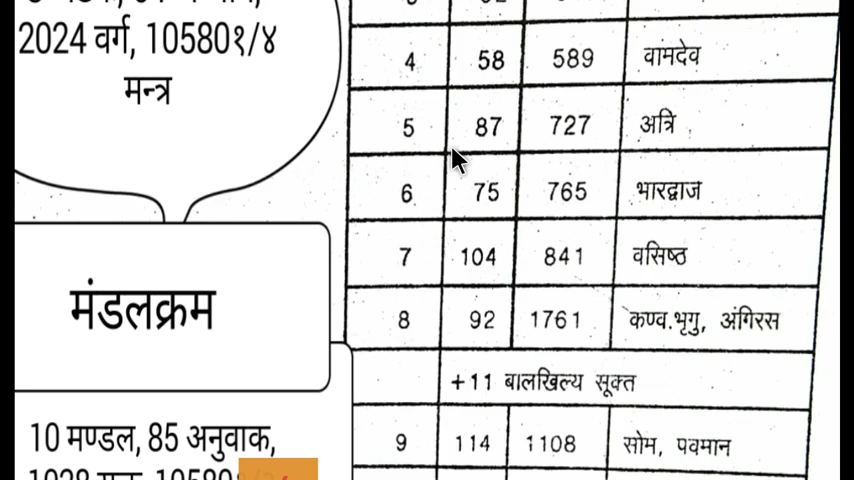 2024 वर्ग, 10580१/४
मन्त्र
मंडलक्रम
10 मण्डल, 85 अनुवाक,
4 58 589 वामदेव
5 87 727 अत्रि
6 75 765 भारद्वाज
7 104 841 वसिष्ठ
8 92 1761 कण्व.भृगु, अंगिरस
+11 बालखिल्य सूक्त
9 114 1108 सोम, पवमान